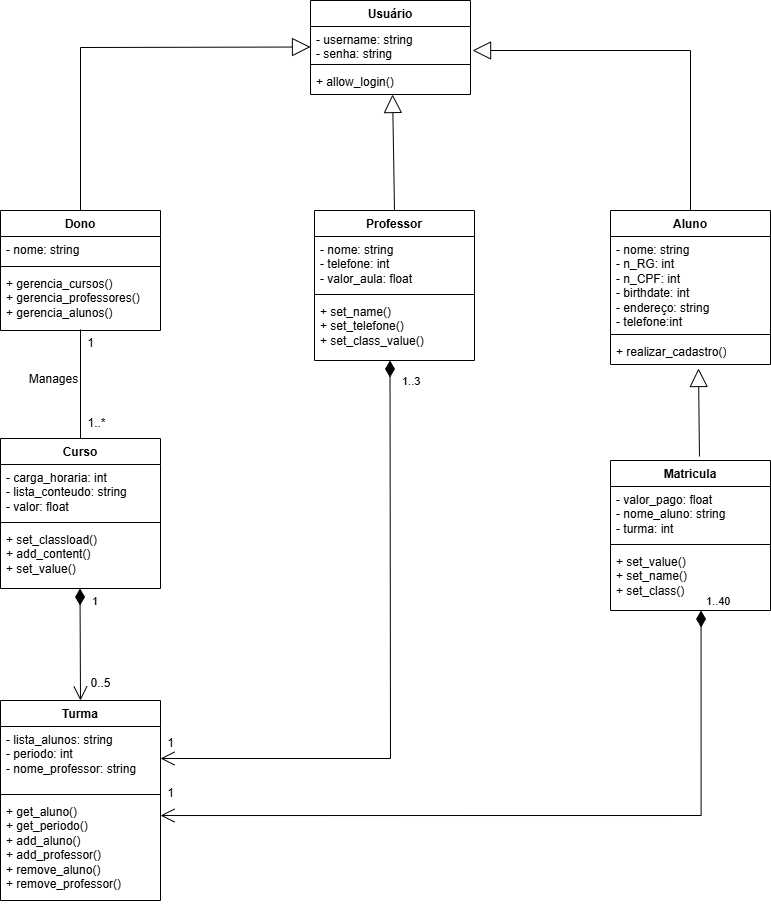 Usuário
- username: string
- senha: string
+ allow_login()
Dono
- nome: string
+ gerencia_cursos()
+ gerencia_professores()
+ gerencia_alunos()
Professor
- nome: string
- telefone: int
- valor_aula: float
+ set_name()
+ set_telefone()
+ set_class_value()
Aluno
- nome: string
- n_RG: int
- n_CPF: int
- birthdate: int
- endereço: string
- telefone:int
+ realizar_cadastro()
1
Manages
1..*
1..3
Curso
- carga_horaria: int
- lista_conteudo: string
- valor: float
+ set_classload()
+ add_content()
+ set_value()
Matricula
- valor_pago: float
- nome_aluno: string
- turma: int
+ set_value()
+ set_name()
+ set_class()
1
1..40
0..5
Turma
- lista_alunos: string
- periodo: int
- nome_professor: string
+ get_aluno()
+ get_periodo()
+ add_aluno()
+ add_professor()
+ remove_aluno()
+ remove_professor()
1
1